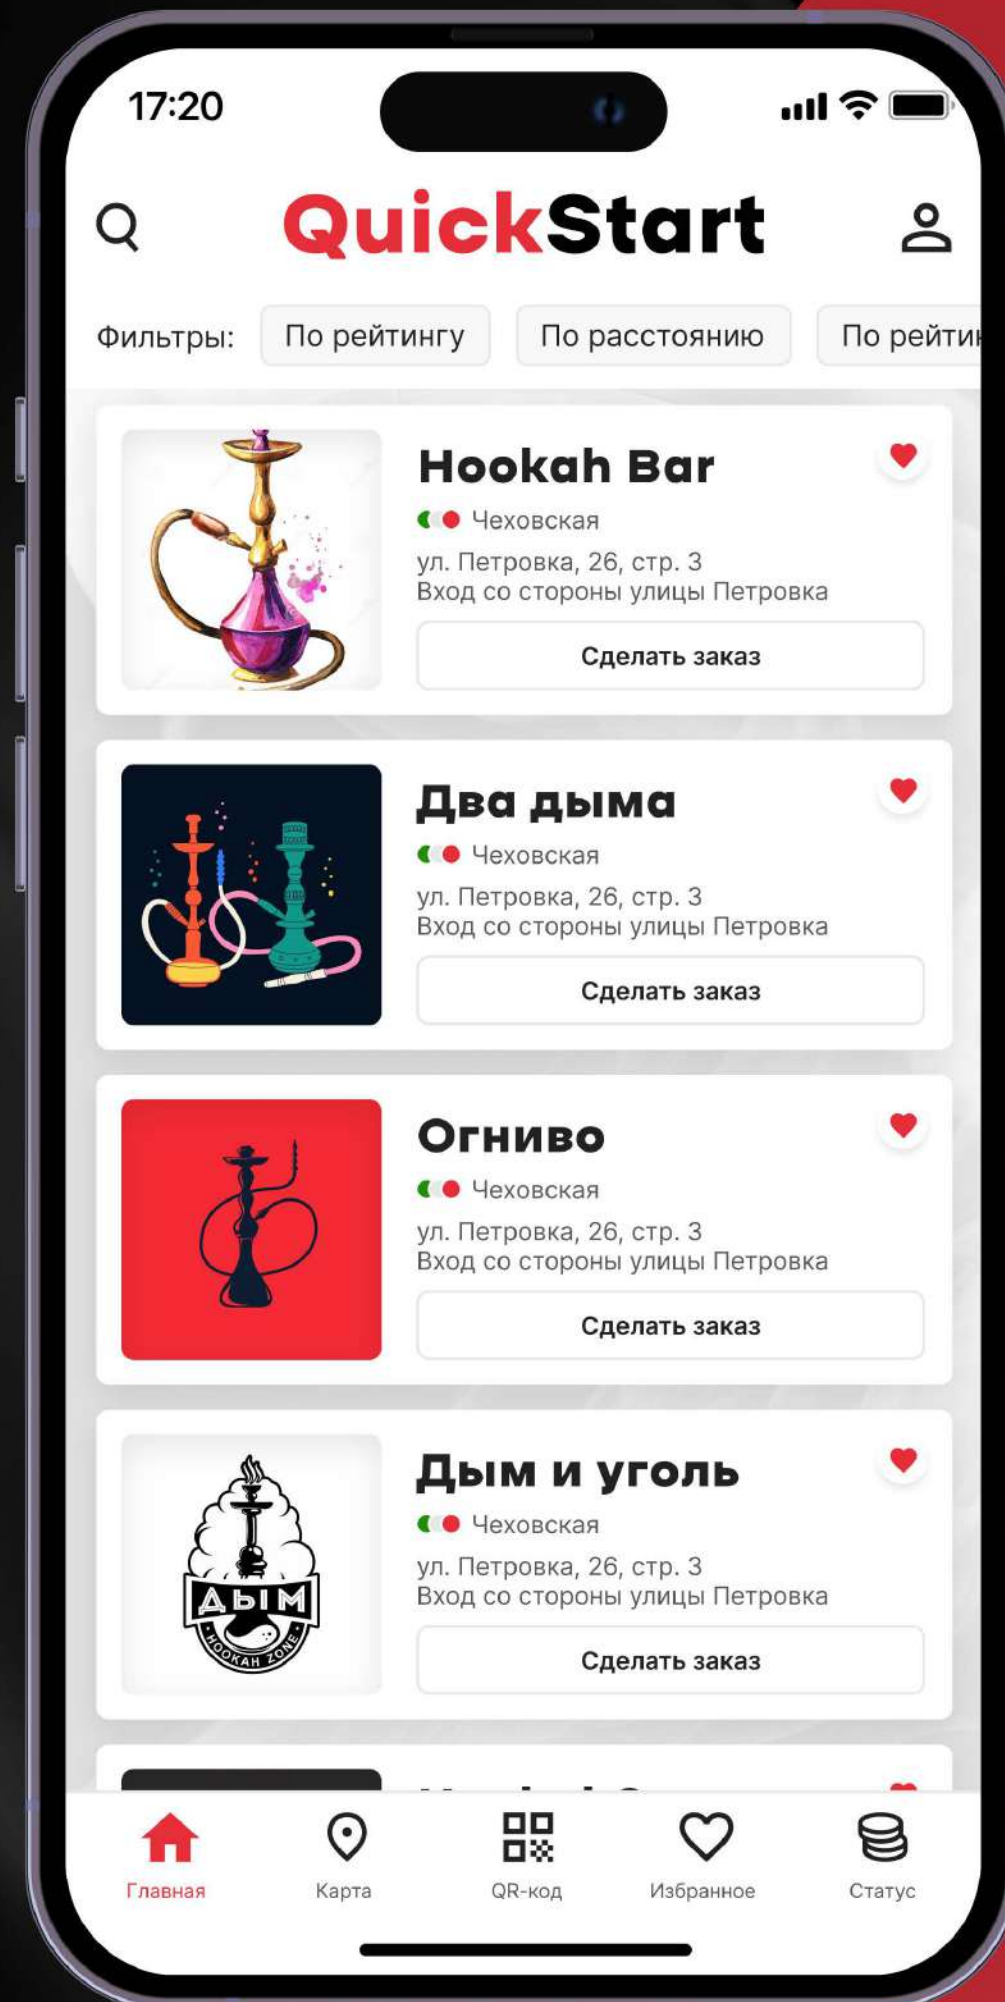 17:20
QuickStart
Фильтры: По рейтингу По расстоянию По рейтин
Hookah Bar
Чеховская
ул. Петровка, 26, стр. 3
Вход со стороны улицы Петровка
Сделать заказ
Два дыма
Чеховская
ул. Петровка, 26, стр. 3
Вход со стороны улицы Петровка
Сделать заказ
Огниво
Чеховская
ул. Петровка, 26, стр. 3
Вход со стороны улицы Петровка
Сделать заказ
ДЫМ
HOOKAH ZONE
Дым и уголь
Чеховская
ул. Петровка, 26, стр. 3
Вход со стороны улицы Петровка
Сделать заказ
Главная Карта QR-код Избранное Статус